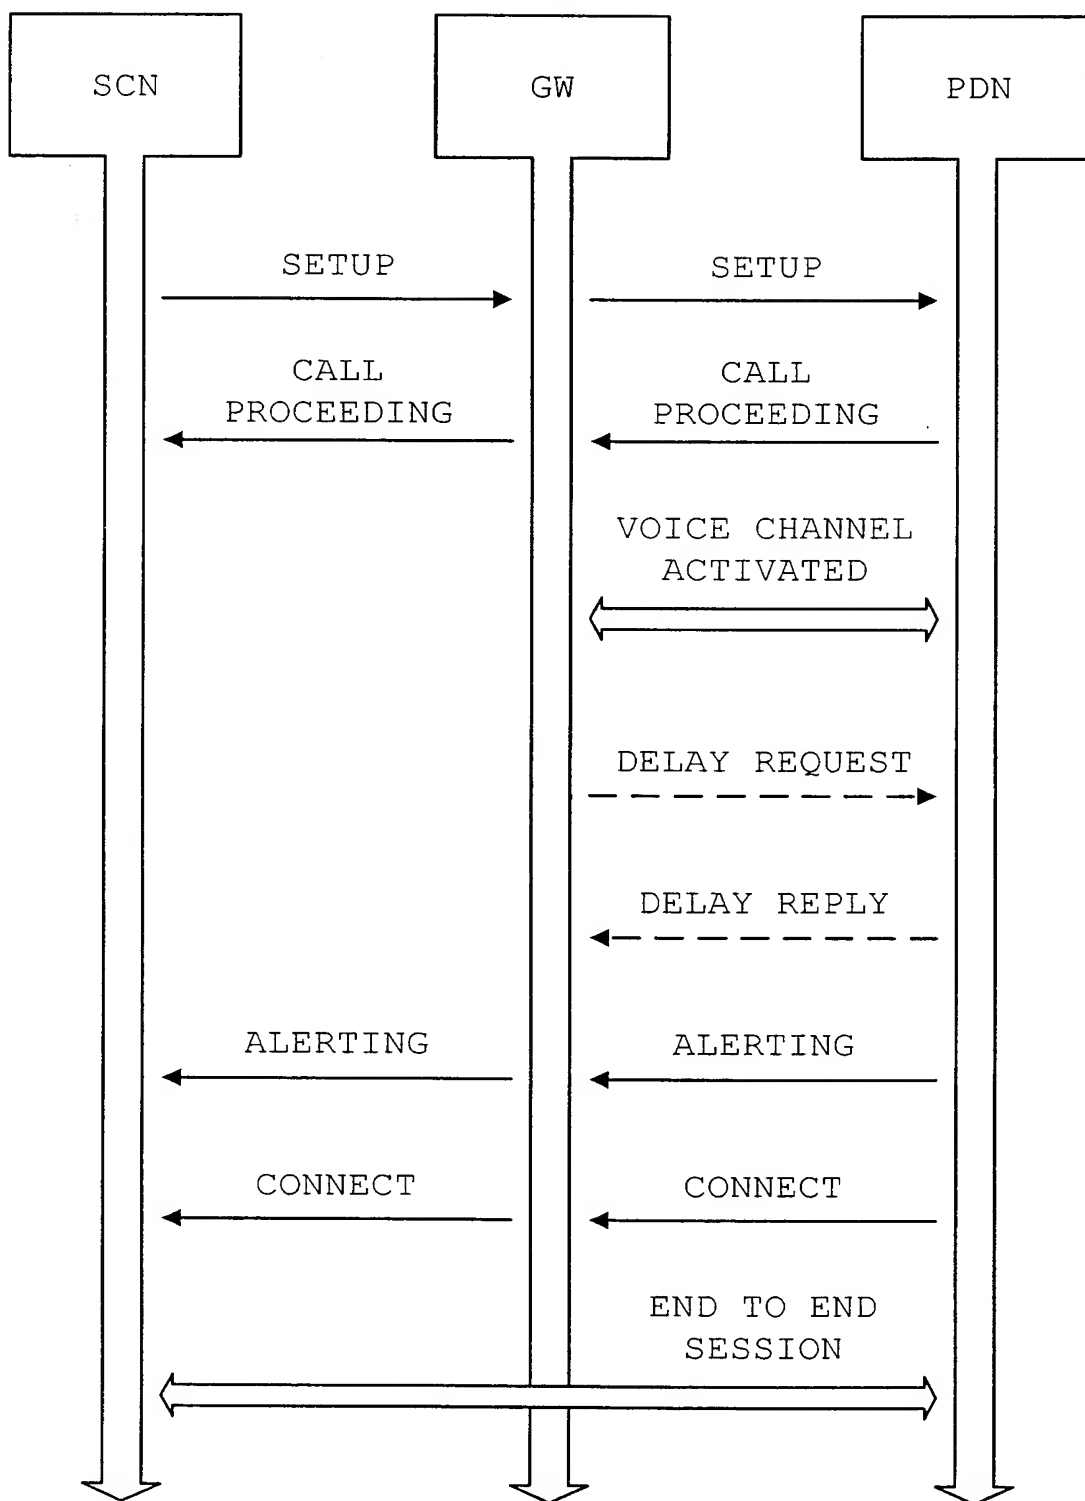 SCN
GW
PDN
SETUP
SETUP
CALL
PROCEEDING
CALL
PROCEEDING
VOICE CHANNEL
ACTIVATED
DELAY REQUEST
DELAY REPLY
ALERTING
ALERTING
CONNECT
CONNECT
END TO END
SESSION